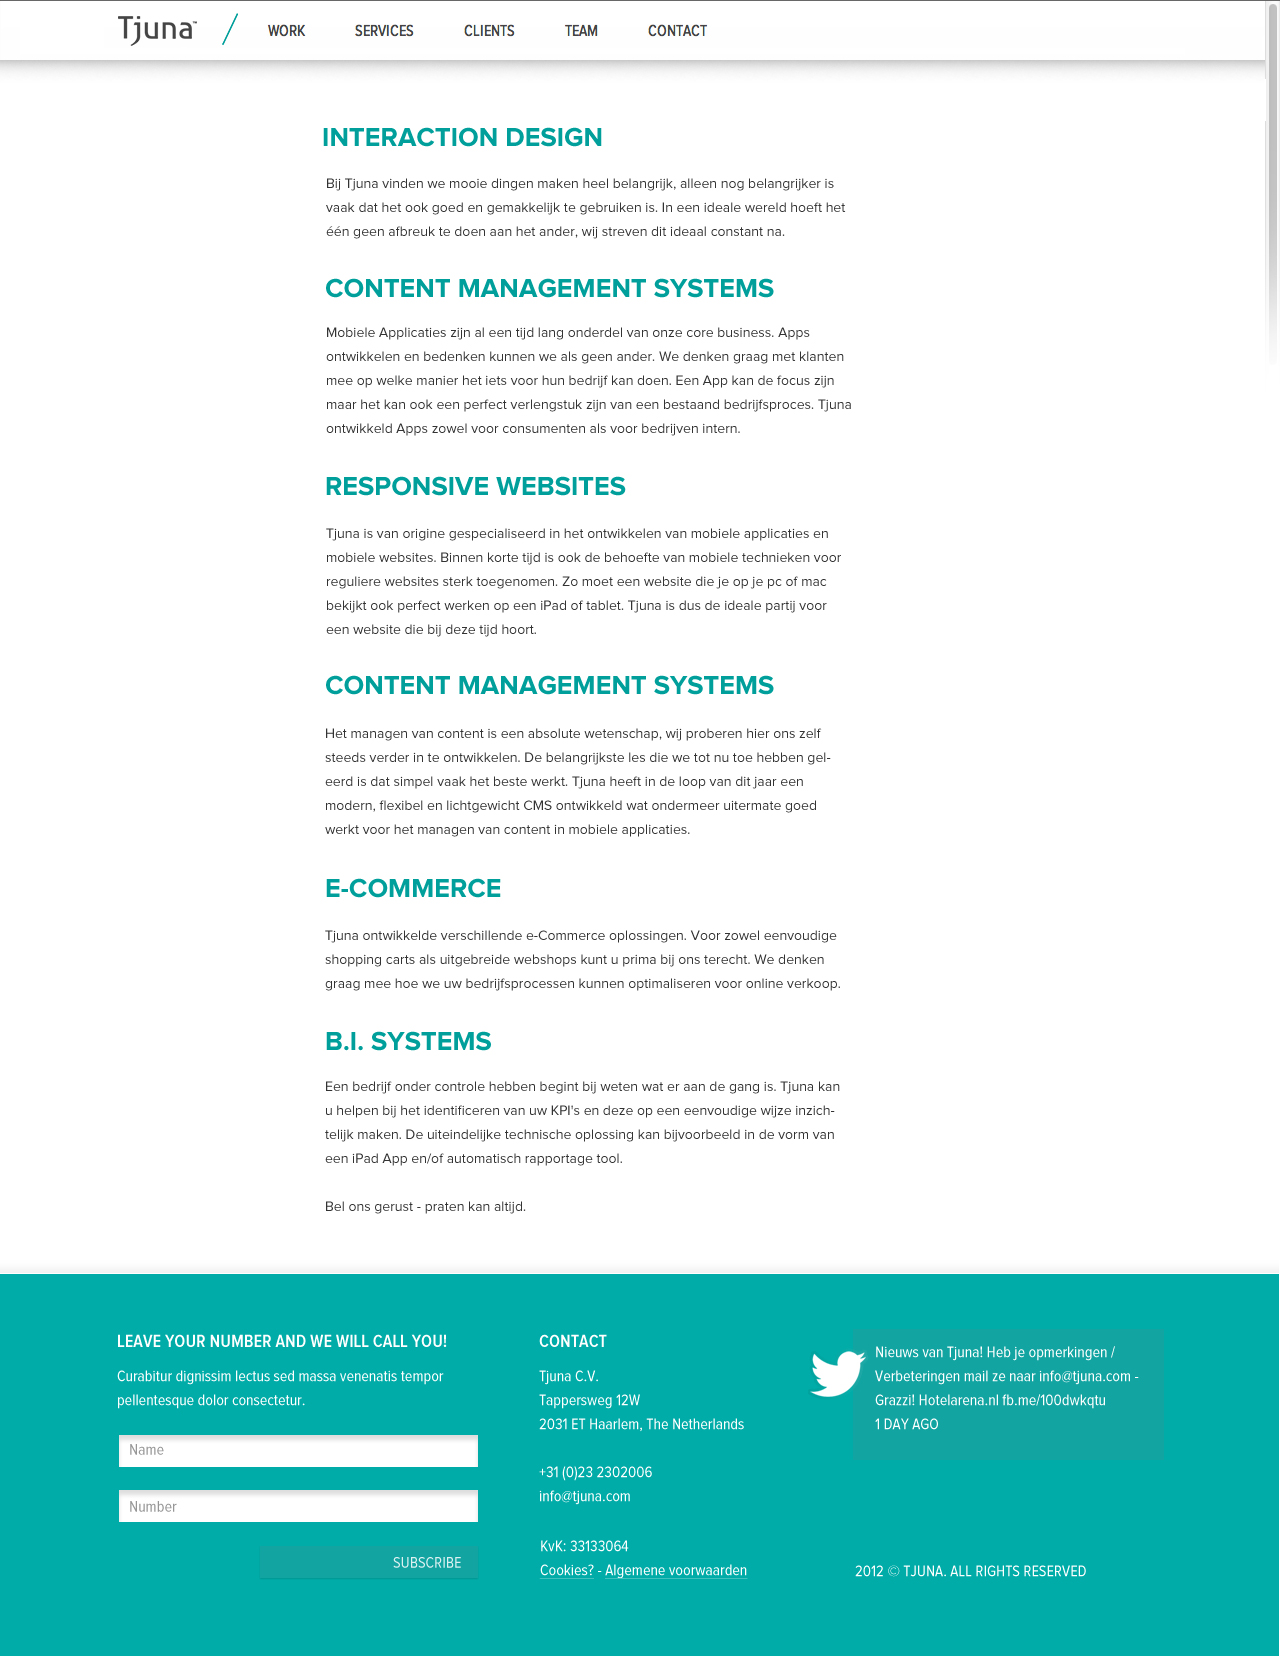 Tjuna™ / WORK SERVICES CLIENTS TEAM CONTACT
INTERACTION DESIGN
Bij Tjuna vinden we mooie dingen maken heel belangrijk, alleen nog belangrijker is
vaak dat het ook goed en gemakkelijk te gebruiken is. In een ideale wereld hoeft het
één geen afbreuk te doen aan het ander, wij streven dit ideaal constant na.
CONTENT MANAGEMENT SYSTEMS
Mobiele Applicaties zijn al een tijd lang onderdel van onze core business. Apps
ontwikkelen en bedenken kunnen we als geen ander. We denken graag met klanten
mee op welke manier het iets voor hun bedrijf kan doen. Een App kan de focus zijn
maar het kan ook een perfect verlengstuk zijn van een bestaand bedrijfsproces. Tjuna
ontwikkeld Apps zowel voor consumenten als voor bedrijven intern.
RESPONSIVE WEBSITES
Tjuna is van origine gespecialiseerd in het ontwikkelen van mobiele applicaties en
mobiele websites. Binnen korte tijd is ook de behoefte van mobiele technieken voor
reguliere websites sterk toegenomen. Zo moet een website die je op je pc of mac
bekijkt ook perfect werken op een iPad of tablet. Tjuna is dus de ideale partij voor
een website die bij deze tijd hoort.
CONTENT MANAGEMENT SYSTEMS
Het managen van content is een absolute wetenschap, wij proberen hier ons zelf
steeds verder in te ontwikkelen. De belangrijkste les die we tot nu toe hebben gel-
eerd is dat simpel vaak het beste werkt. Tjuna heeft in de loop van dit jaar een
modern, flexibel en lichtgewicht CMS ontwikkeld wat ondermeer uitermate goed
werkt voor het managen van content in mobiele applicaties.
E-COMMERCE
Tjuna ontwikkelde verschillende e-Commerce oplossingen. Voor zowel eenvoudige
shopping carts als uitgebreide webshops kunt u prima bij ons terecht. We denken
graag mee hoe we uw bedrijfsprocessen kunnen optimaliseren voor online verkoop.
B.I. SYSTEMS
Een bedrijf onder controle hebben begint bij weten wat er aan de gang is. Tjuna kan
u helpen bij het identificeren van uw KPI's en deze op een eenvoudige wijze inzich-
telijk maken. De uiteindelijke technische oplossing kan bijvoorbeeld in de vorm van
een iPad App en/of automatisch rapportage tool.
Bel ons gerust - praten kan altijd.
LEAVE YOUR NUMBER AND WE WILL CALL YOU!
Curabitur dignissim lectus sed massa venenatis tempor
pellentesque dolor consectetur.
Name
Number
SUBSCRIBE
CONTACT
Tjuna C.V.
Tappersweg 12W
2031 ET Haarlem, The Netherlands
+31 (0)23 2302006
info@tjuna.com
KvK: 33133064
Cookies? - Algemene voorwaarden
Nieuws van Tjuna! Heb je opmerkingen /
Verbeteringen mail ze naar info@tjuna.com -
Grazzi! Hotelarena.nl fb.me/100dwkqtu
1 DAY AGO
2012 © TJUNA. ALL RIGHTS RESERVED